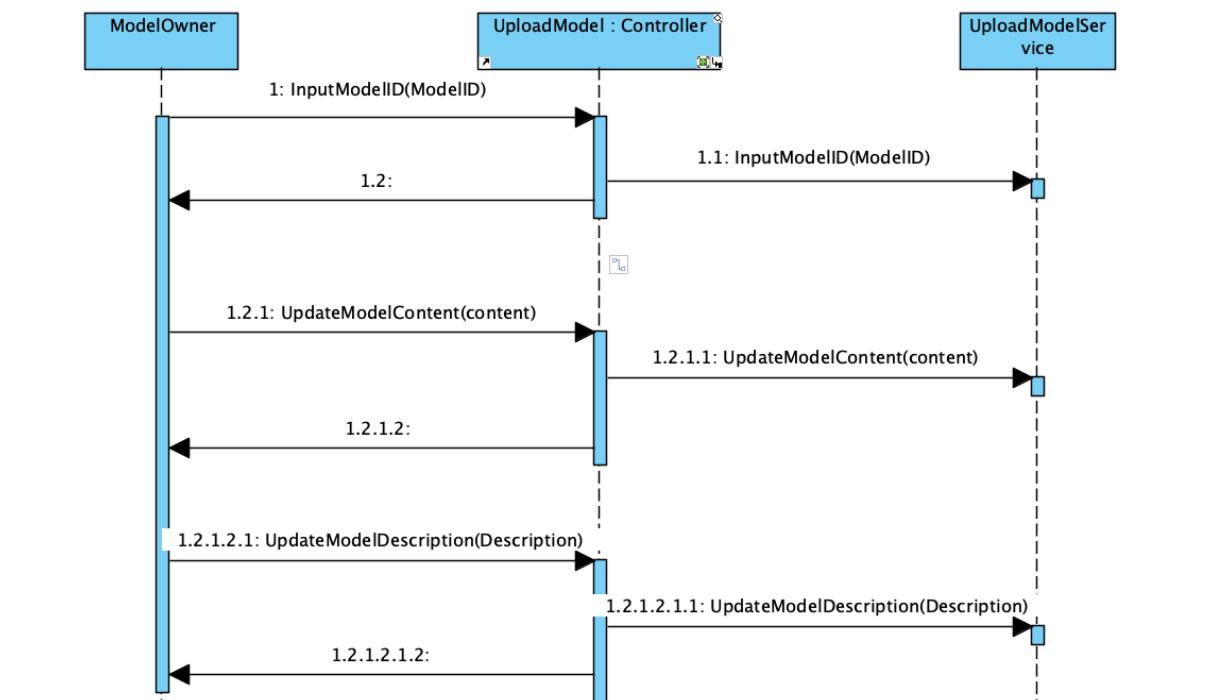 ModelOwner
UploadModel : Controller
UploadModelSer
vice
1: InputModelID(ModelID)
1.1: InputModelID(ModelID)
1.2:
1.2.1: UpdateModelContent(content)
1.2.1.1: UpdateModelContent(content)
1.2.1.2:
1.2.1.2.1: UpdateModelDescription(Description)
1.2.1.2.1.1: UpdateModelDescription(Description)
1.2.1.2.1.2: